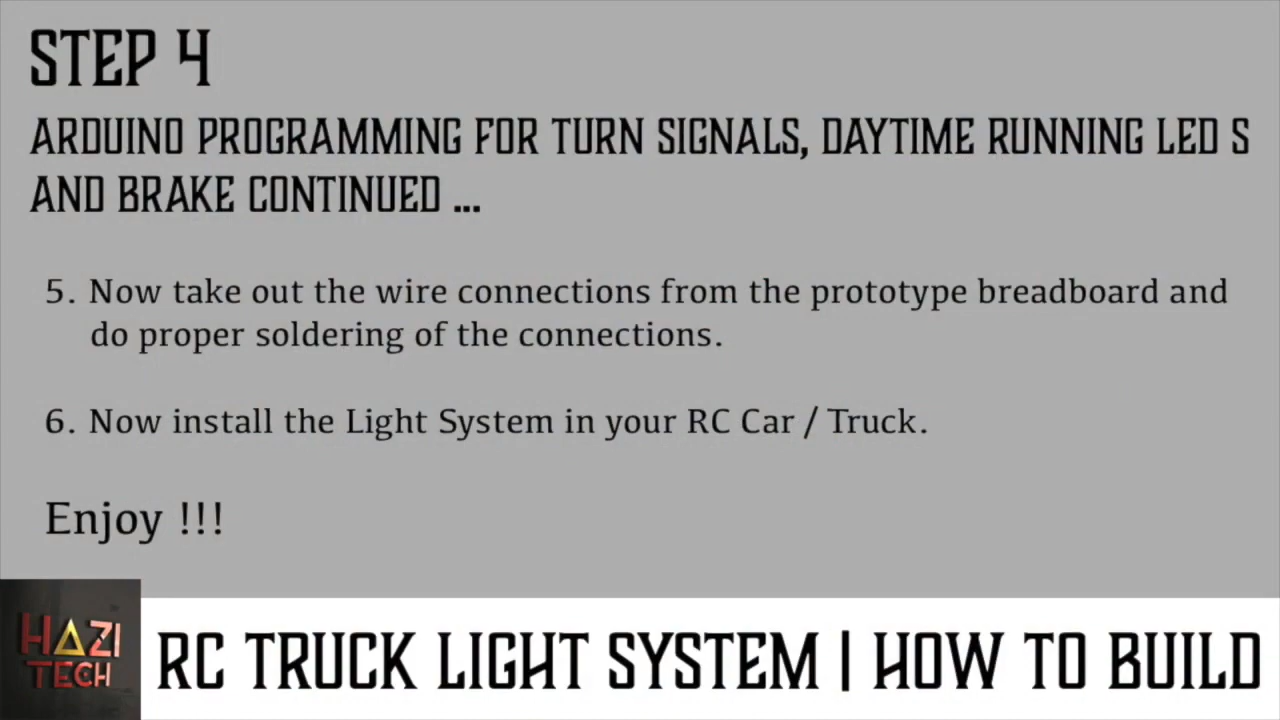 STEP 4
ARDUINO PROGRAMMING FOR TURN SIGNALS, DAYTIME RUNNING LED S
AND BRAKE CONTINUED ...
5. Now take out the wire connections from the prototype breadboard and
do proper soldering of the connections.
6. Now install the Light System in your RC Car / Truck.
Enjoy !!!
HAZI
TECH
RC TRUCK LIGHT SYSTEM | HOW TO BUILD